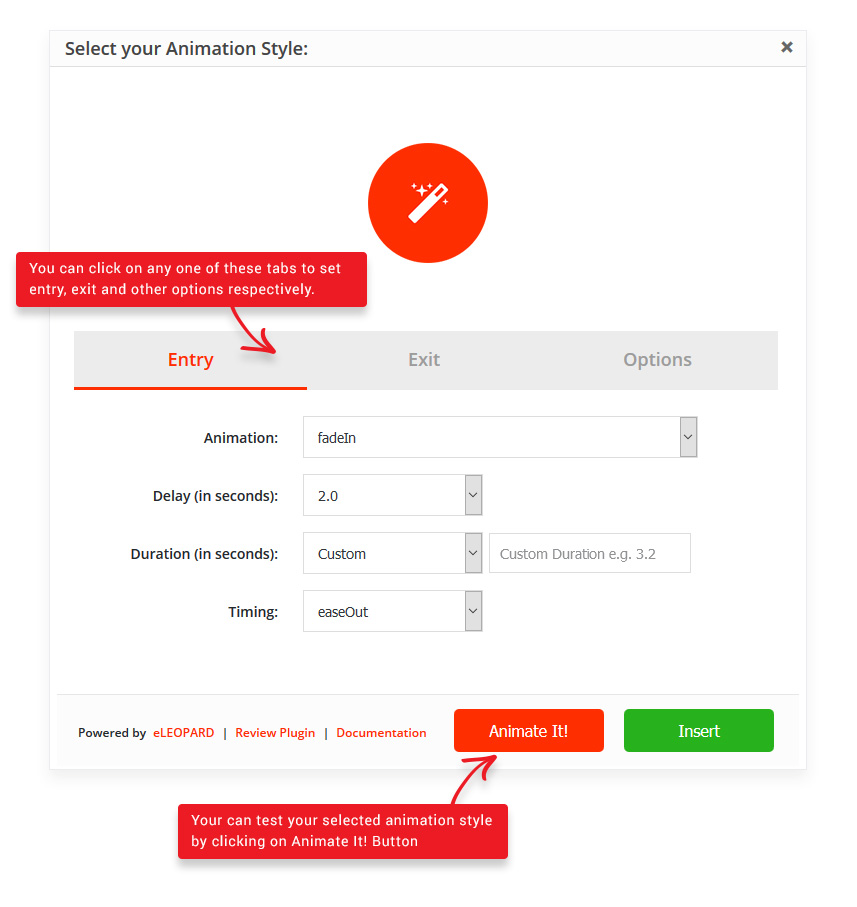 Select your Animation Style:
You can click on any one of these tabs to set
entry, exit and other options respectively.
Entry Exit Options
Animation: fadeIn
Delay (in seconds): 2.0
Duration (in seconds): Custom Custom Duration e.g. 3.2
Timing: easeOut
Powered by eLEOPARD | Review Plugin | Documentation Animate It! Insert
Your can test your selected animation style
by clicking on Animate It! Button